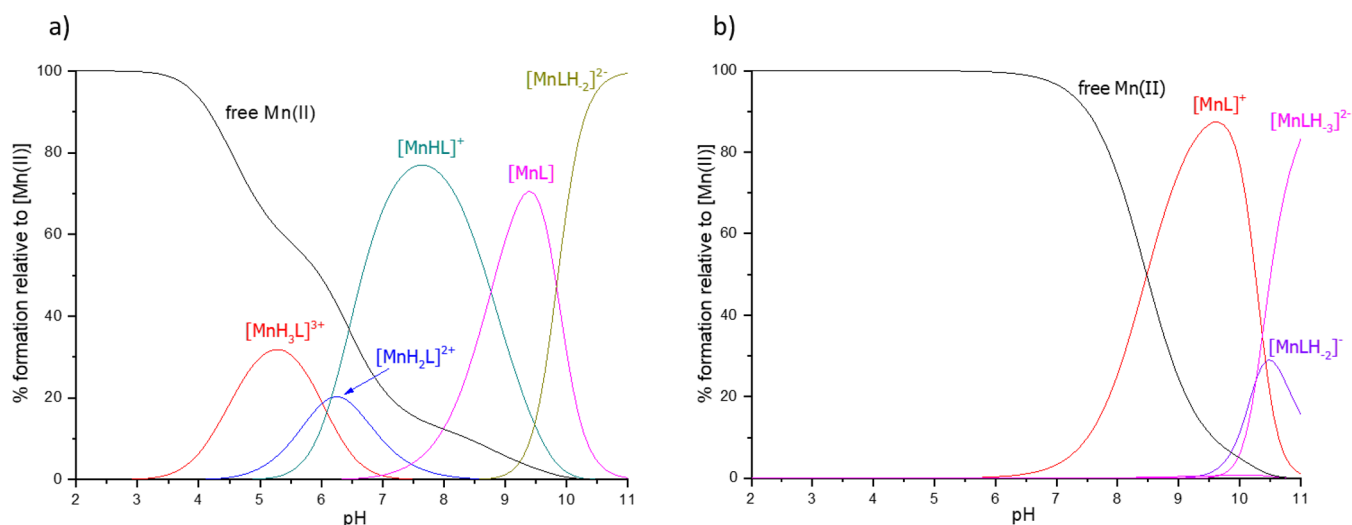 a)
% formation relative to [Mn(II)]
100
80
60
40
20
0
free Mn(II)
[MnH₃L]³⁺
[MnH₂L]²⁺
[MnHL]⁺
[MnL]
[MnLH₋₂]²⁻
2 3 4 5 6 7 8 9 10 11
pH
b)
% formation relative to [Mn(II)]
100
80
60
40
20
0
free Mn(II)
[MnL]⁺
[MnLH₋₃]²⁻
[MnLH₋₂]⁻
2 3 4 5 6 7 8 9 10 11
pH